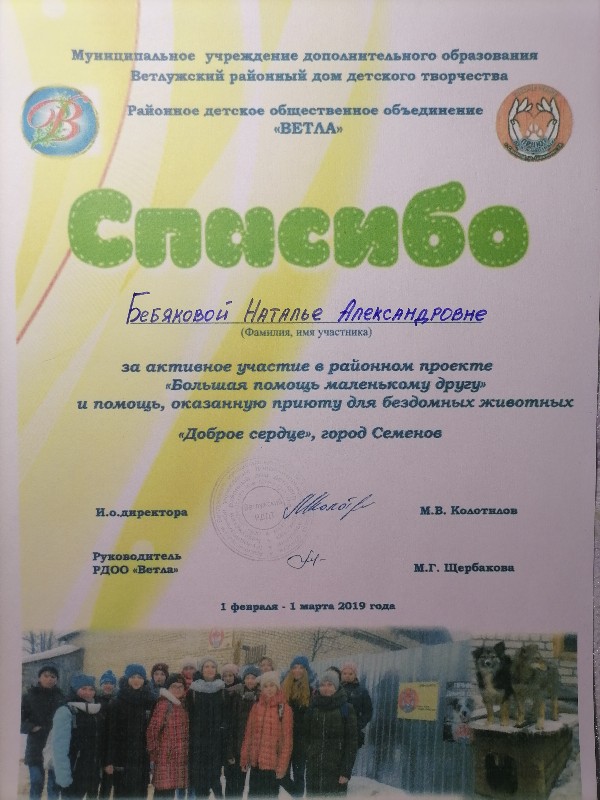 Муниципальное учреждение дополнительного образования
Ветлужский районный дом детского творчества
Районное детское общественное объединение
«ВЕТЛА»
Спасибо
Бебяковой Наталье Александровне
(Фамилия, имя участника)
за активное участие в районном проекте
«Большая помощь маленькому другу»
и помощь, оказанную приюту для бездомных животных
«Доброе сердце», город Семенов
И.о.директора
М.В. Колотилов
Руководитель
РДОО «Ветла»
М.Г. Щербакова
1 февраля - 1 марта 2019 года